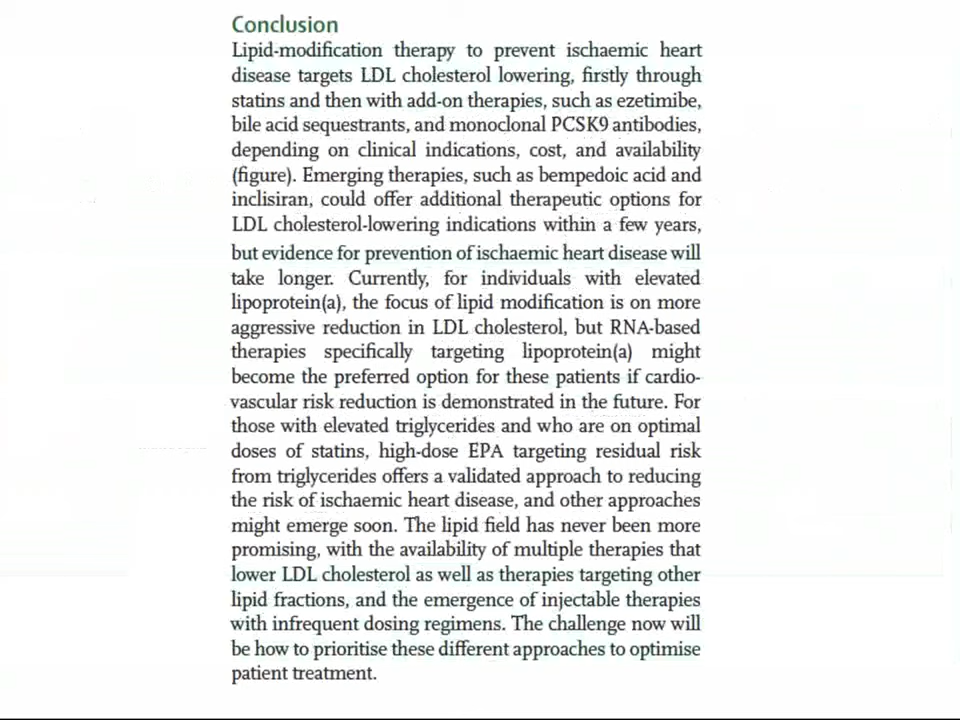 Conclusion
Lipid-modification therapy to prevent ischaemic heart
disease targets LDL cholesterol lowering, firstly through
statins and then with add-on therapies, such as ezetimibe,
bile acid sequestrants, and monoclonal PCSK9 antibodies,
depending on clinical indications, cost, and availability
(figure). Emerging therapies, such as bempedoic acid and
inclisiran, could offer additional therapeutic options for
LDL cholesterol-lowering indications within a few years,
but evidence for prevention of ischaemic heart disease will
take longer. Currently, for individuals with elevated
lipoprotein(a), the focus of lipid modification is on more
aggressive reduction in LDL cholesterol, but RNA-based
therapies specifically targeting lipoprotein(a) might
become the preferred option for these patients if cardio-
vascular risk reduction is demonstrated in the future. For
those with elevated triglycerides and who are on optimal
doses of statins, high-dose EPA targeting residual risk
from triglycerides offers a validated approach to reducing
the risk of ischaemic heart disease, and other approaches
might emerge soon. The lipid field has never been more
promising, with the availability of multiple therapies that
lower LDL cholesterol as well as therapies targeting other
lipid fractions, and the emergence of injectable therapies
with infrequent dosing regimens. The challenge now will
be how to prioritise these different approaches to optimise
patient treatment.